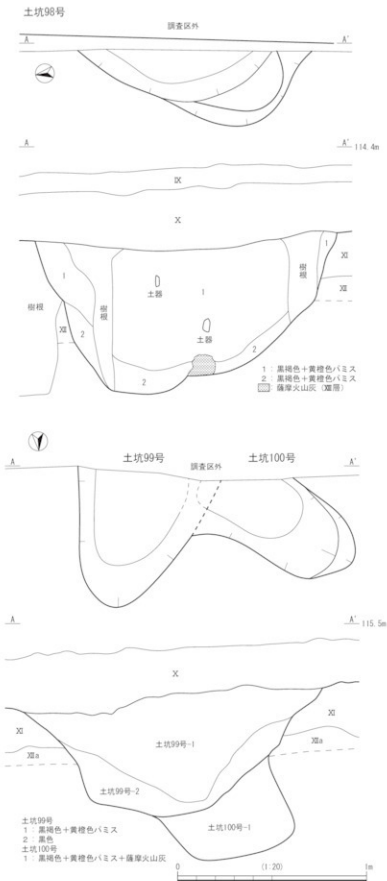 土坑98号
調査区外
A A'
A A' 114.4m
Ⅸ
Ⅹ
1 1 Ⅺ
樹根 樹根 樹根
土器 1
Ⅻ Ⅻ
2 土器
2 2
1：黒褐色＋黄橙色パミス
2：黒褐色＋黄橙色パミス
薩摩火山灰（Ⅻ層）
土坑99号 調査区外 土坑100号
A A'
A A' 115.5m
Ⅹ
Ⅺ Ⅺ
土坑99号-1
Ⅻa Ⅻa
土坑99号-2
土坑100号-1
土坑99号
1：黒褐色＋黄橙色パミス
2：黒色
土坑100号
1：黒褐色＋黄橙色パミス＋薩摩火山灰
0 (1:20) 1m